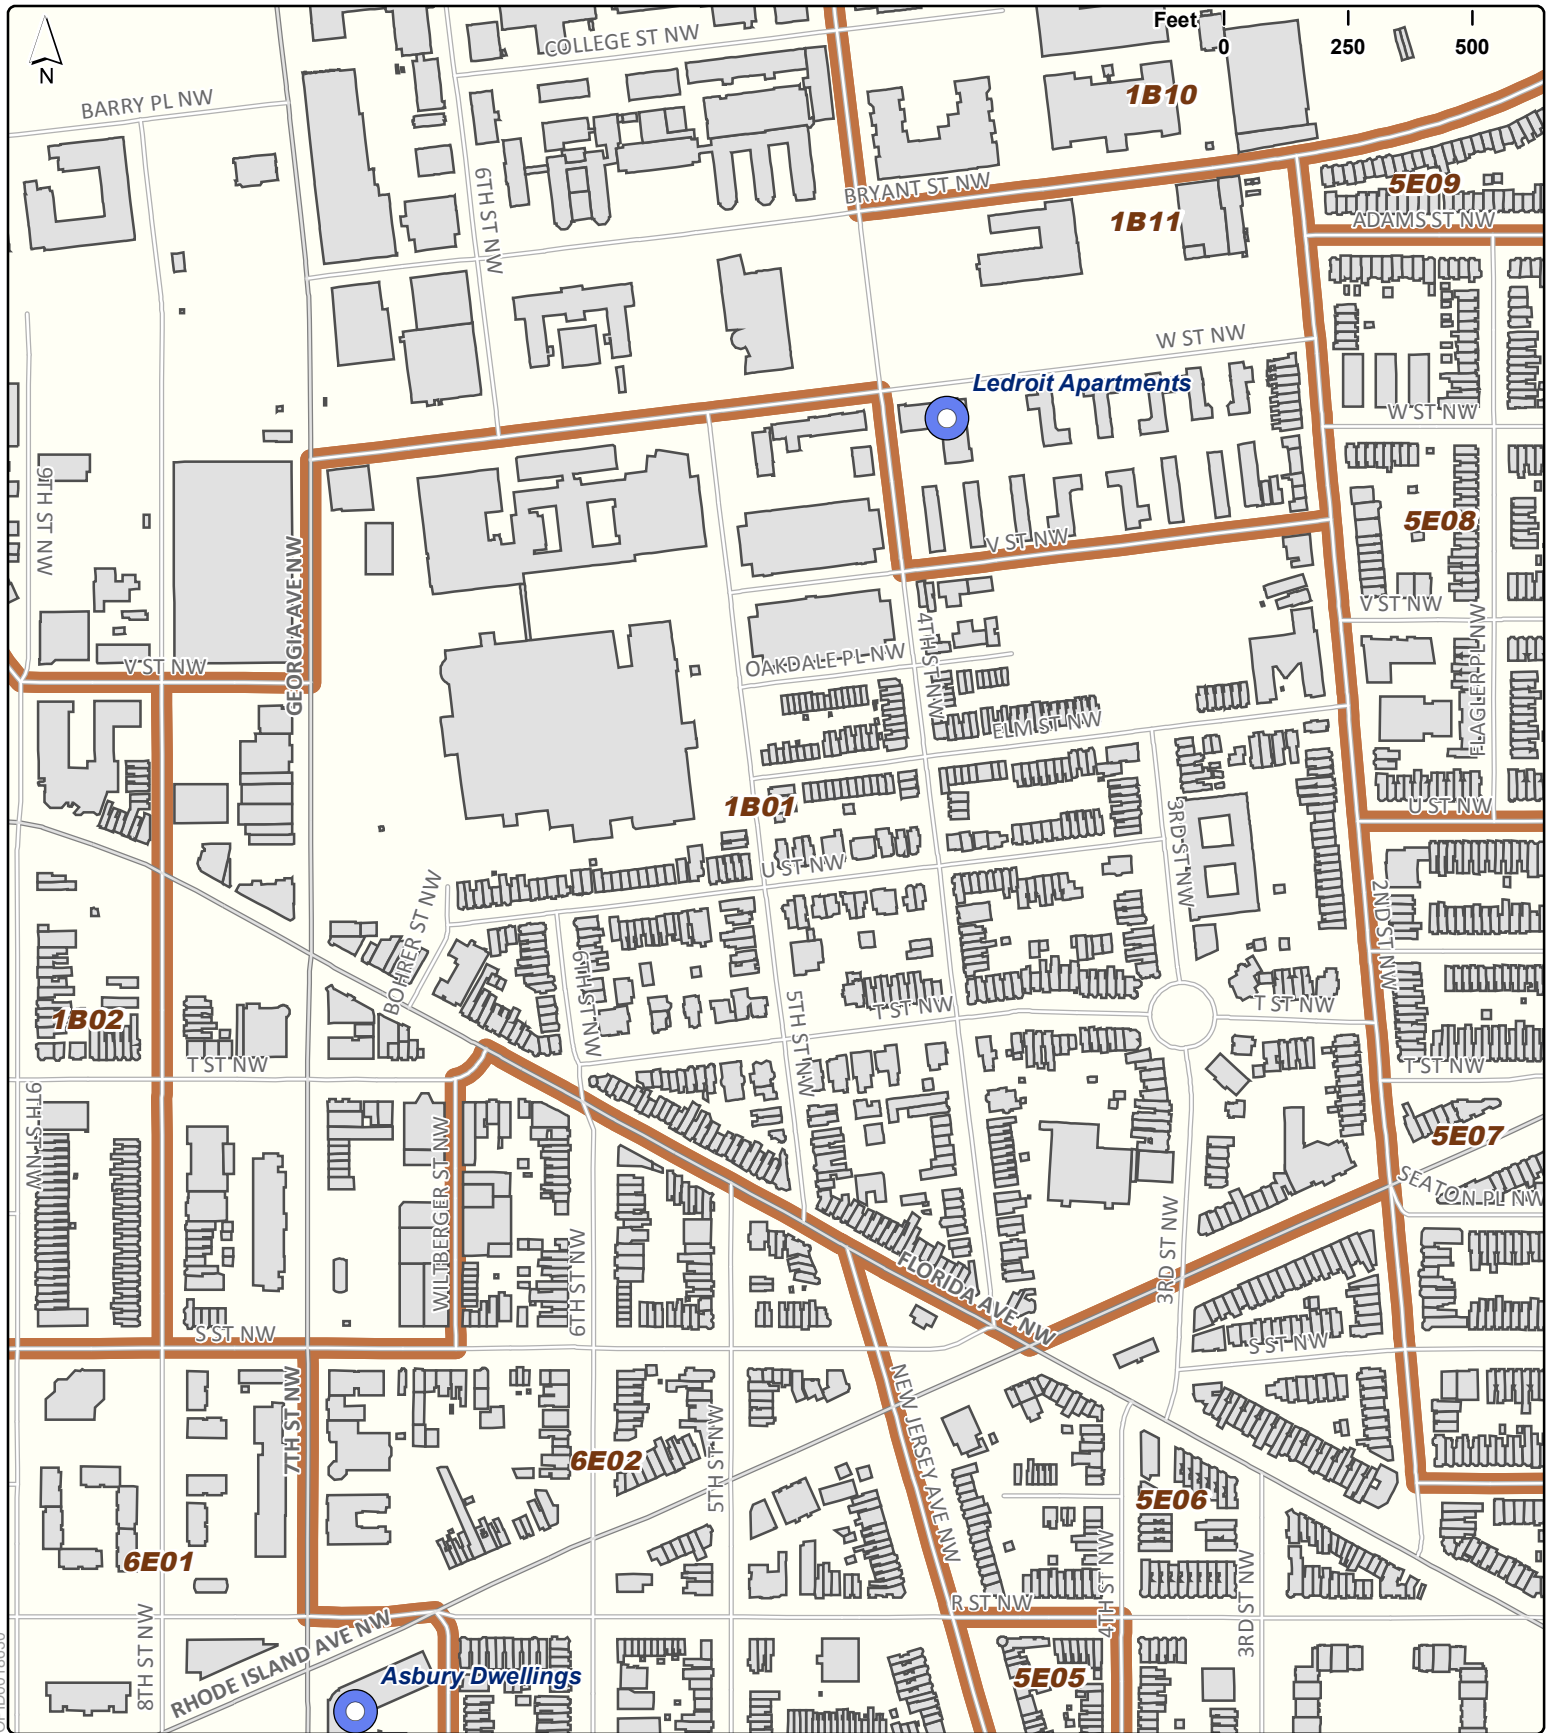 Feet
0 250 500
N
COLLEGE ST NW
BARRY PL NW
1B10
6TH ST NW
BRYANT ST NW
5E09
1B11
ADAMS ST NW
W ST NW
Ledroit Apartments
W ST NW
9TH ST NW
5E08
V ST NW
GEORGIA AVE NW
V ST NW
4TH ST NW
OAKDALE PL NW
V ST NW
FLAGLER PL NW
ELM ST NW
1B01
3RD ST NW
U ST NW
U ST NW
BOHRER ST NW
2ND ST NW
6TH ST NW
5TH ST NW
T ST NW
T ST NW
1B02
T ST NW
T ST NW
9TH ST NW
WILTBERGER ST NW
5E07
SEATON PL NW
6TH ST NW
3RD ST NW
FLORIDA AVE NW
S ST NW
S ST NW
7TH ST NW
NEW JERSEY AVE NW
5TH ST NW
6E02
5E06
6E01
4TH ST NW
3RD ST NW
R ST NW
8TH ST NW
RHODE ISLAND AVE NW
Asbury Dwellings
5E05